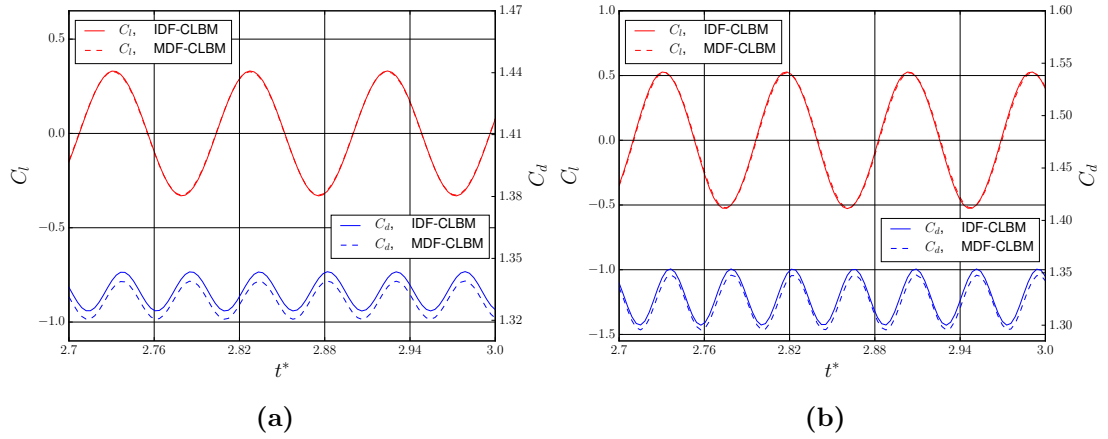 C_l, IDF-CLBM
C_l, MDF-CLBM
C_d, IDF-CLBM
C_d, MDF-CLBM
0.5
0.0
−0.5
−1.0
C_l
1.47
1.44
1.41
1.38
1.35
1.32
C_d
2.7 2.76 2.82 2.88 2.94 3.0
t*
(a)
C_l, IDF-CLBM
C_l, MDF-CLBM
C_d, IDF-CLBM
C_d, MDF-CLBM
1.0
0.5
0.0
−0.5
−1.0
−1.5
C_l
1.60
1.55
1.50
1.45
1.40
1.35
1.30
C_d
2.7 2.76 2.82 2.88 2.94 3.0
t*
(b)